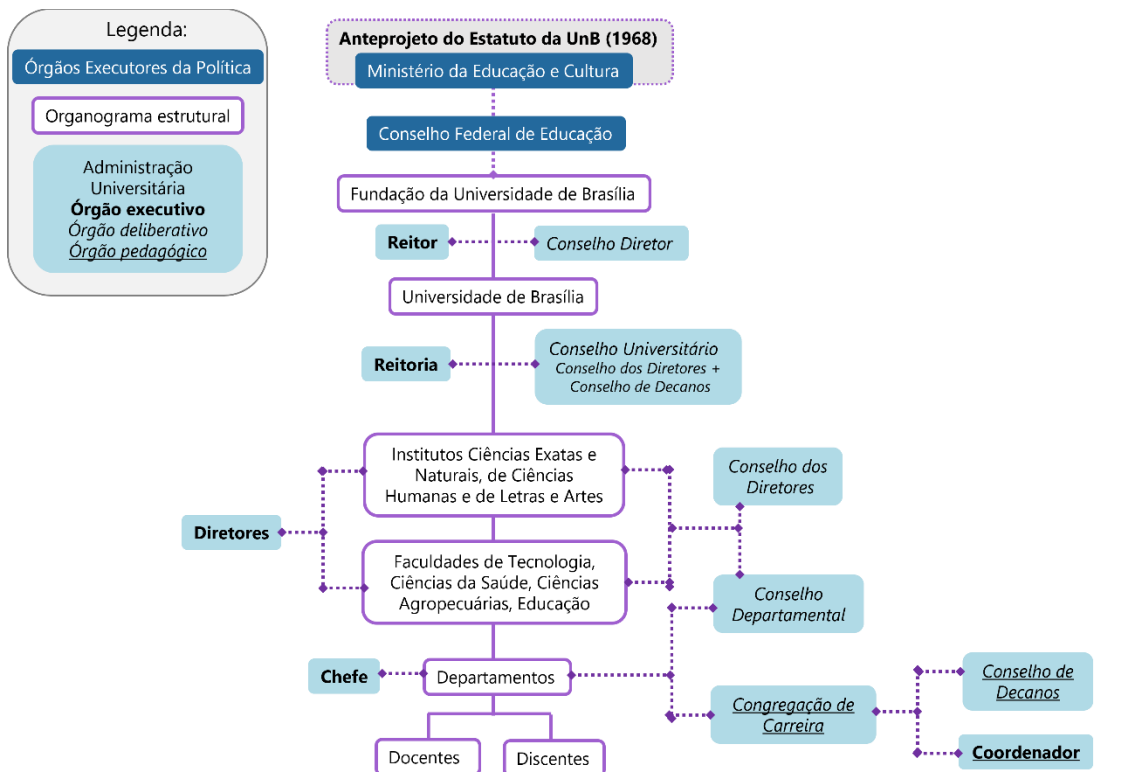 Legenda:
Órgãos Executores da Política
Organograma estrutural
Administração
Universitária
Órgão executivo
Órgão deliberativo
Órgão pedagógico
Anteprojeto do Estatuto da UnB (1968)
Ministério da Educação e Cultura
Conselho Federal de Educação
Fundação da Universidade de Brasília
Reitor
Conselho Diretor
Universidade de Brasília
Reitoria
Conselho Universitário
Conselho dos Diretores +
Conselho de Decanos
Institutos Ciências Exatas e
Naturais, de Ciências
Humanas e de Letras e Artes
Conselho dos
Diretores
Diretores
Faculdades de Tecnologia,
Ciências da Saúde, Ciências
Agropecuárias, Educação
Conselho
Departamental
Chefe
Departamentos
Congregação de
Carreira
Conselho de
Decanos
Coordenador
Docentes
Discentes